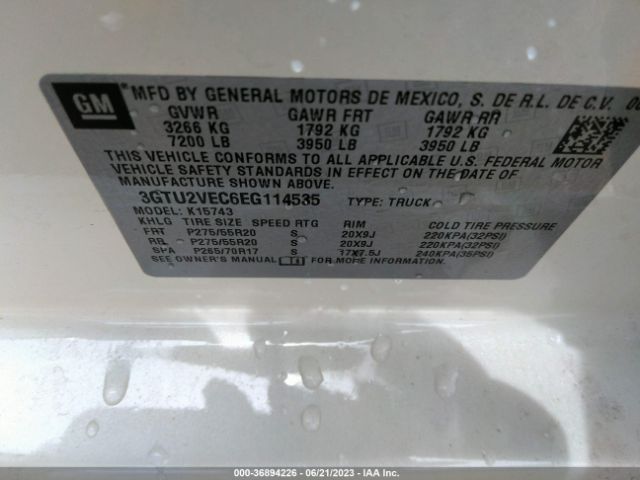 GM MFD BY GENERAL MOTORS DE MEXICO, S. DE R.L. DE C.V.
GVWR GAWR FRT GAWR RR
3266 KG 1792 KG 1792 KG
7200 LB 3950 LB 3950 LB
THIS VEHICLE CONFORMS TO ALL APPLICABLE U.S. FEDERAL MOTOR
VEHICLE SAFETY STANDARDS IN EFFECT ON THE DATE OF
MANUFACTURE SHOWN ABOVE.
3GTU2VEC6EG114535 TYPE: TRUCK
MODEL: K15743
KHLG TIRE SIZE SPEED RTG RIM COLD TIRE PRESSURE
FRT P275/55R20 S 20X9J 220KPA(32PSI)
RR P275/55R20 S 20X9J 220KPA(32PSI)
SPA P265/70R17 S 17X7.5J 240KPA(35PSI)
SEE OWNER'S MANUAL FOR MORE INFORMATION.
000-36894226 - 06/21/2023 - IAA Inc.